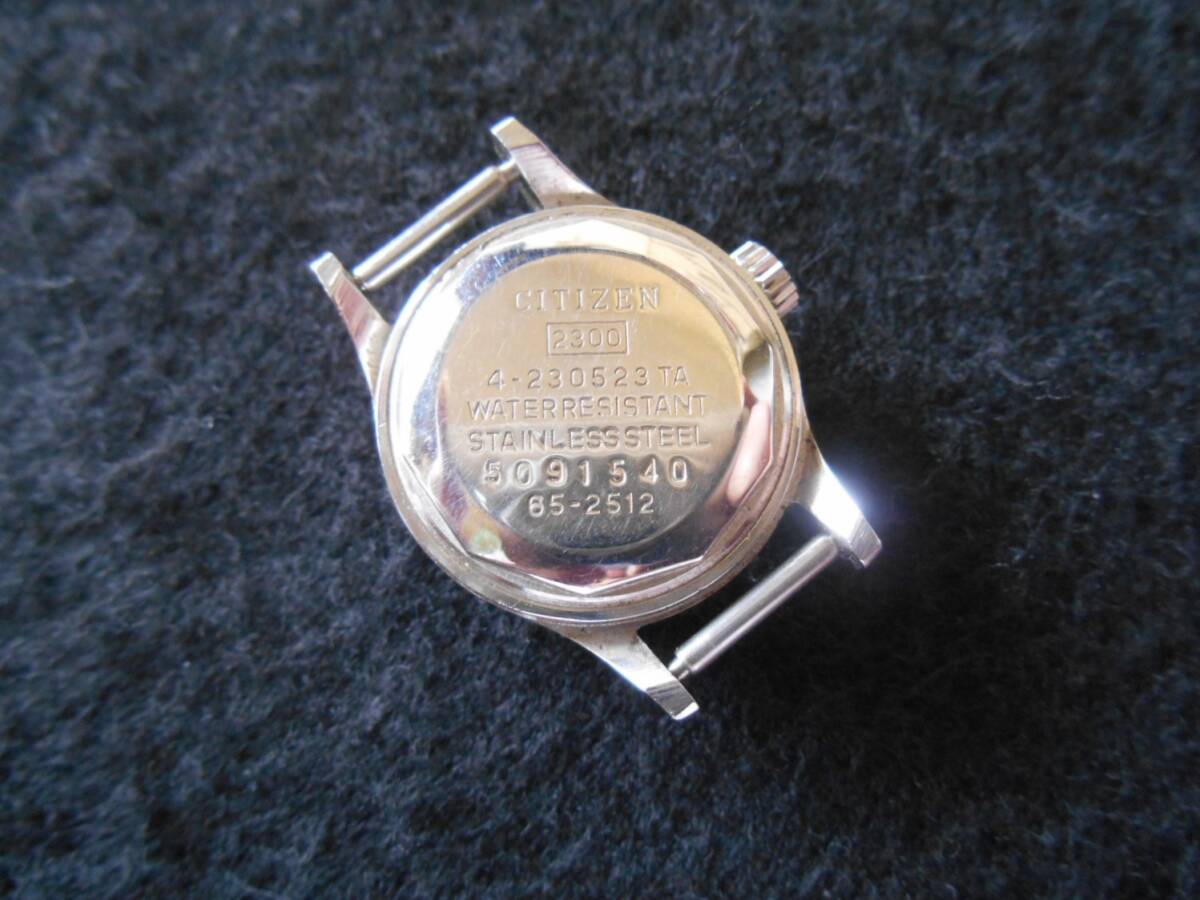 CITIZEN
2300
4-230523 TA
WATER RESISTANT
STAINLESS STEEL
5091540
65-2512